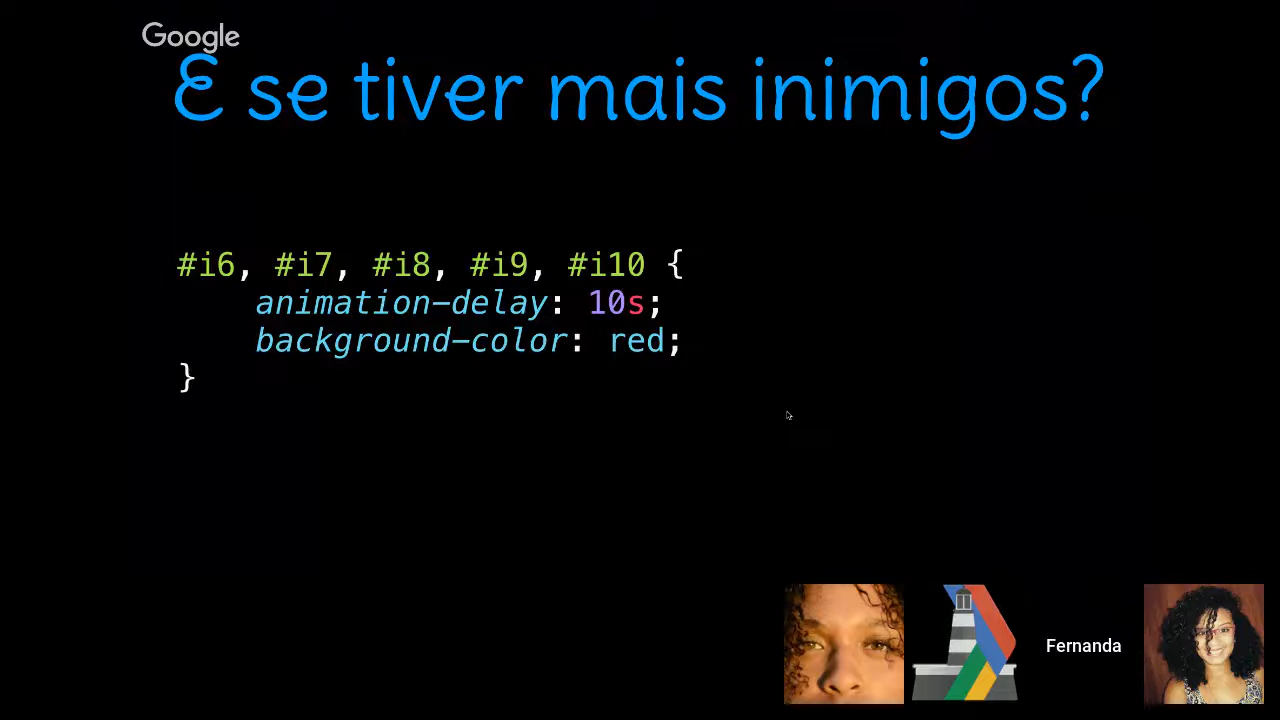 Google
E se tiver mais inimigos?
#i6, #i7, #i8, #i9, #i10 {
animation-delay: 10s;
background-color: red;
}
Fernanda